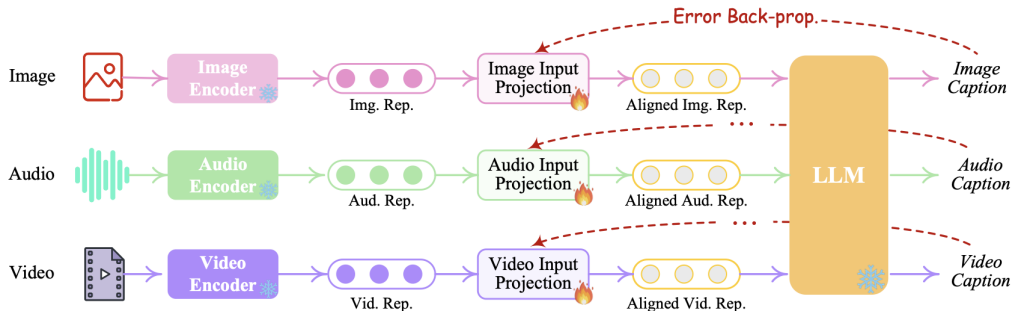 Error Back-prop.
Image
Image
Encoder
Img. Rep.
Image Input
Projection
Aligned Img. Rep.
Image
Caption
Audio
Audio
Encoder
Aud. Rep.
Audio Input
Projection
Aligned Aud. Rep.
...
LLM
Audio
Caption
Video
Video
Encoder
Vid. Rep.
Video Input
Projection
Aligned Vid. Rep.
...
Video
Caption